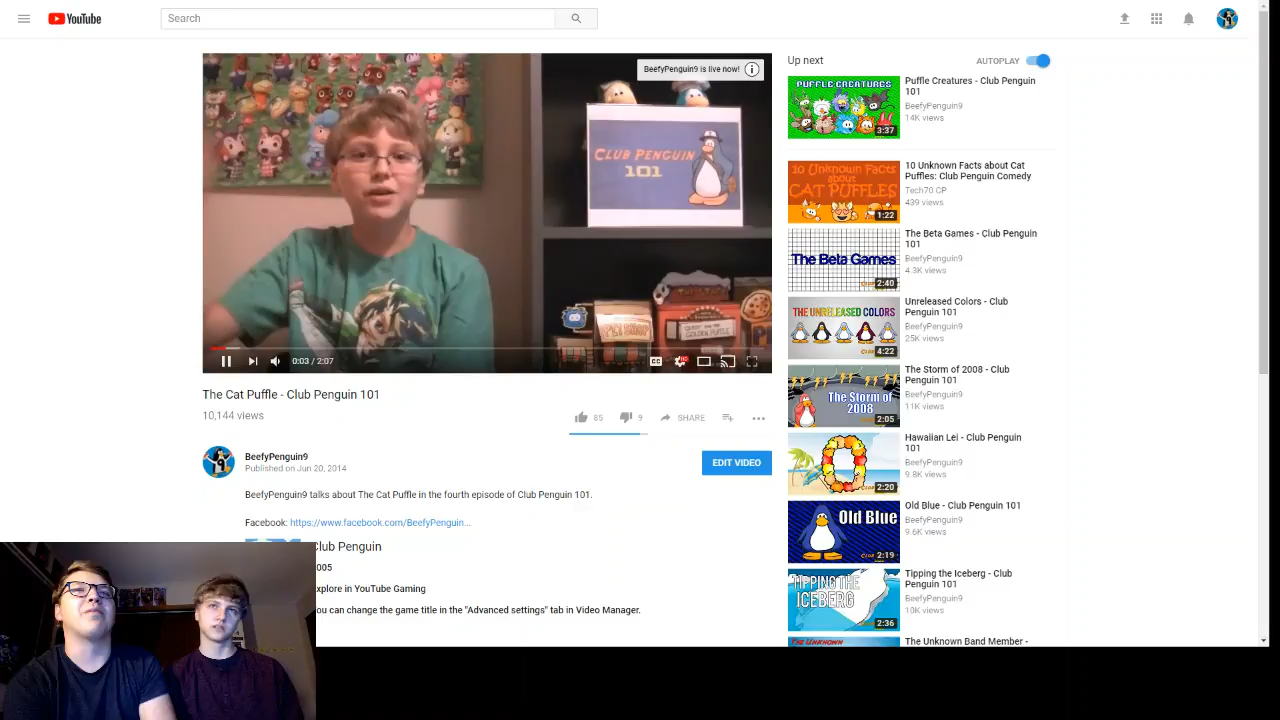 YouTube
Search
BeefyPenguin9 is live now!
CLUB PENGUIN
101
0:03 / 2:07
CC
The Cat Puffle - Club Penguin 101
10,144 views
85
9
SHARE
BeefyPenguin9
Published on Jun 20, 2014
EDIT VIDEO
BeefyPenguin9 talks about The Cat Puffle in the fourth episode of Club Penguin 101.
Facebook: https://www.facebook.com/BeefyPenguin...
Club Penguin
005
xplore in YouTube Gaming
ou can change the game title in the "Advanced settings" tab in Video Manager.
Up next
AUTOPLAY
PUFFLE CREATURES
3:37
Puffle Creatures - Club Penguin
101
BeefyPenguin9
14K views
10 Unknown Facts
about
CAT PUFFLES
1:22
10 Unknown Facts about Cat
Puffles: Club Penguin Comedy
Tech70 CP
439 views
The Beta Games
2:40
The Beta Games - Club Penguin
101
BeefyPenguin9
4.3K views
THE UNRELEASED COLORS
4:22
Unreleased Colors - Club
Penguin 101
BeefyPenguin9
25K views
The Storm of
2008
2:05
The Storm of 2008 - Club
Penguin 101
BeefyPenguin9
11K views
2:20
Hawaiian Lei - Club Penguin
101
BeefyPenguin9
9.8K views
Old Blue
2:19
Old Blue - Club Penguin 101
BeefyPenguin9
9.6K views
TIPPING THE
ICEBERG
2:36
Tipping the Iceberg - Club
Penguin 101
BeefyPenguin9
10K views
The Unknown
The Unknown Band Member -